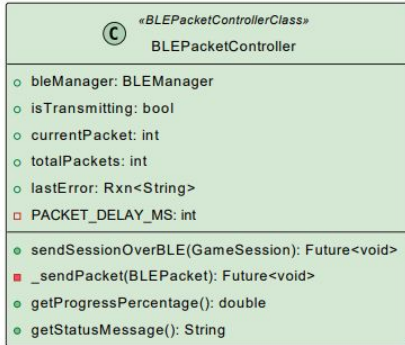 «BLEPacketControllerClass»
C
BLEPacketController
bleManager: BLEManager
isTransmitting: bool
currentPacket: int
totalPackets: int
lastError: Rxn<String>
PACKET_DELAY_MS: int
sendSessionOverBLE(GameSession): Future<void>
_sendPacket(BLEPacket): Future<void>
getProgressPercentage(): double
getStatusMessage(): String